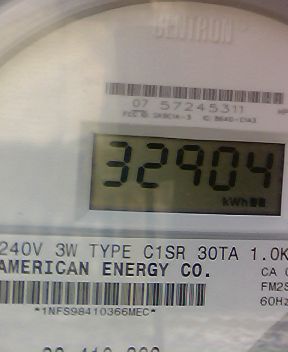 CENTRON
07 57245311
32904
kWh
240V 3W TYPE C1SR 30TA 1.0K
AMERICAN ENERGY CO.
CA
FM2S
60Hz
*1NFS98410366MEC*